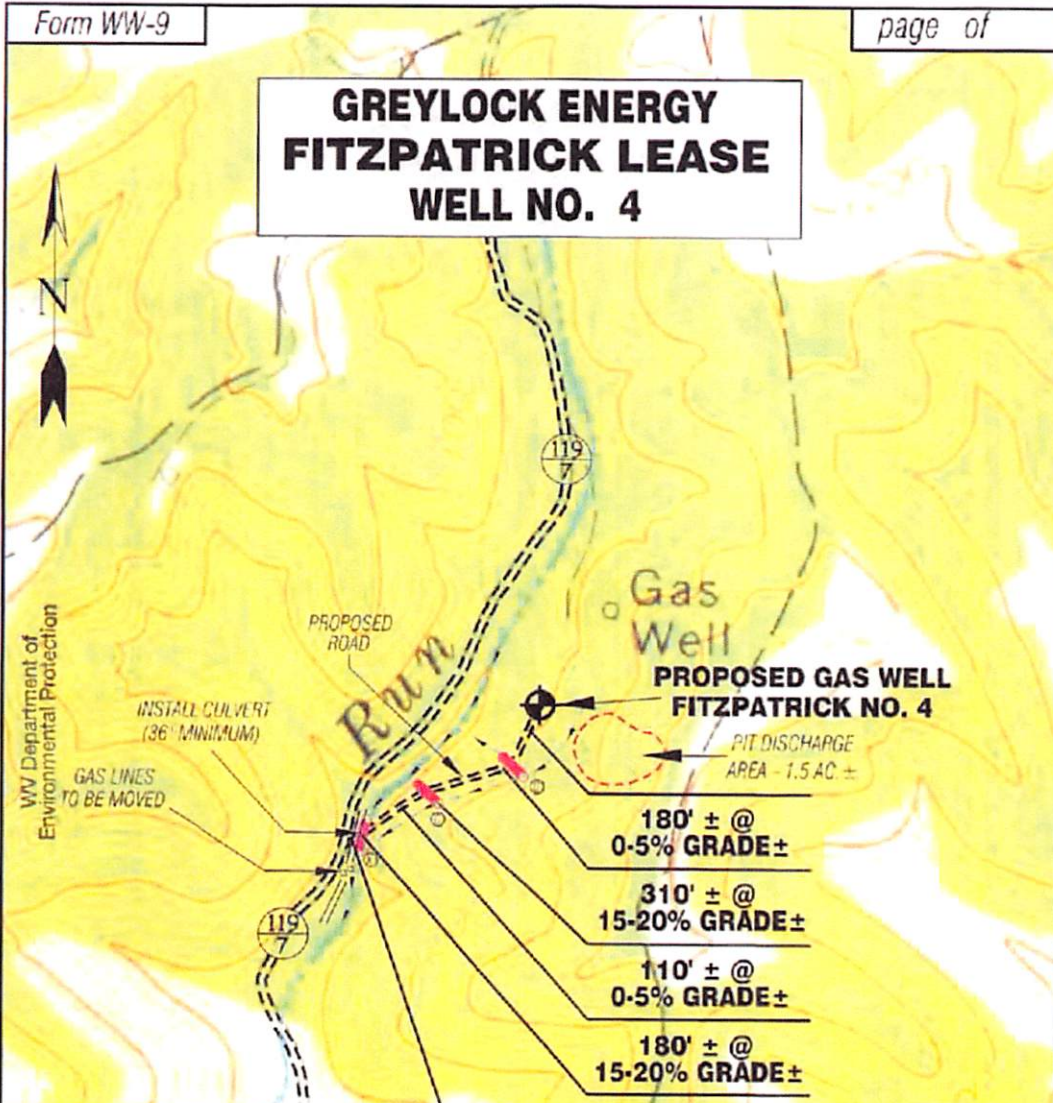 Form WW-9
page of
GREYLOCK ENERGY
FITZPATRICK LEASE
WELL NO. 4
N
119
7
Gas
Well
PROPOSED
ROAD
Run
WV Department of
Environmental Protection
INSTALL CULVERT
(36" MINIMUM)
GAS LINES
TO BE MOVED
PROPOSED GAS WELL
FITZPATRICK NO. 4
PIT DISCHARGE
AREA - 1.5 AC. ±
180' ± @
0-5% GRADE±
310' ± @
15-20% GRADE±
110' ± @
0-5% GRADE±
180' ± @
15-20% GRADE±
119
7